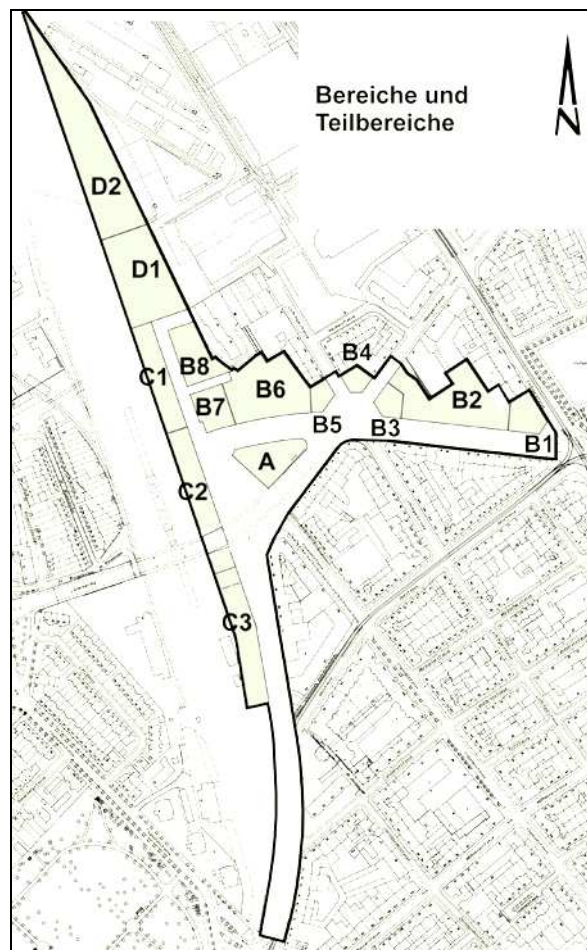 Bereiche und
Teilbereiche
N
D2
D1
B8
B4
C1
B6
B7
B2
B5
B3
B1
A
C2
C3